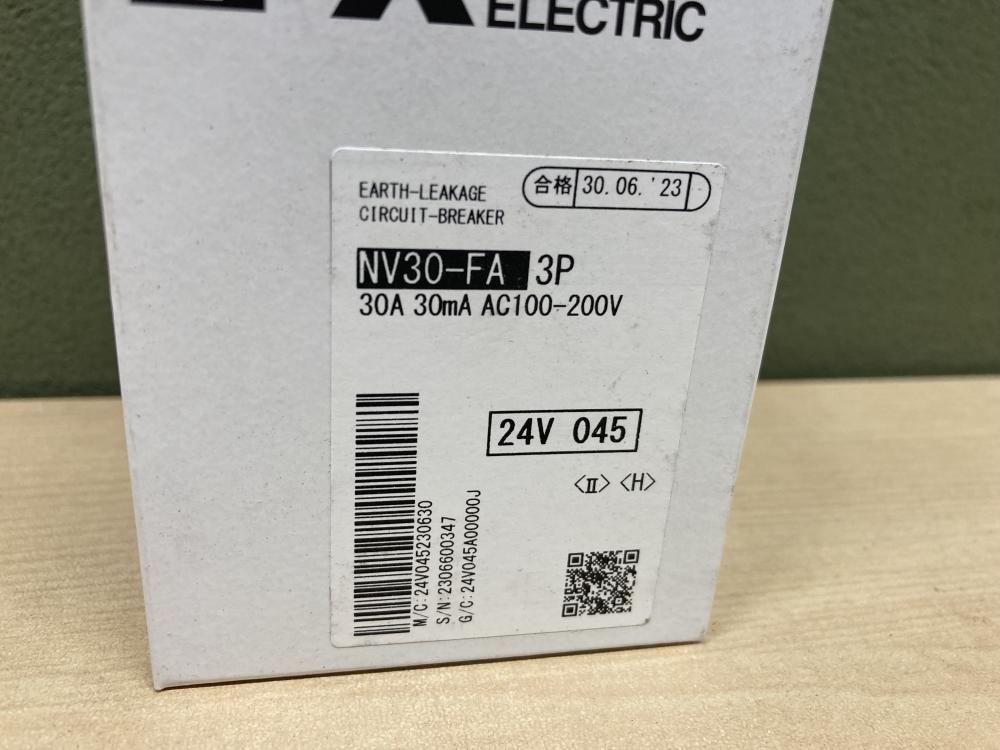 ELECTRIC
EARTH-LEAKAGE
CIRCUIT-BREAKER
合格 30.06.'23
NV30-FA 3P
30A 30mA AC100-200V
24V 045
<II> <H>
M/C:24V045230630
S/N:2306600347
G/C:24V045A00000J